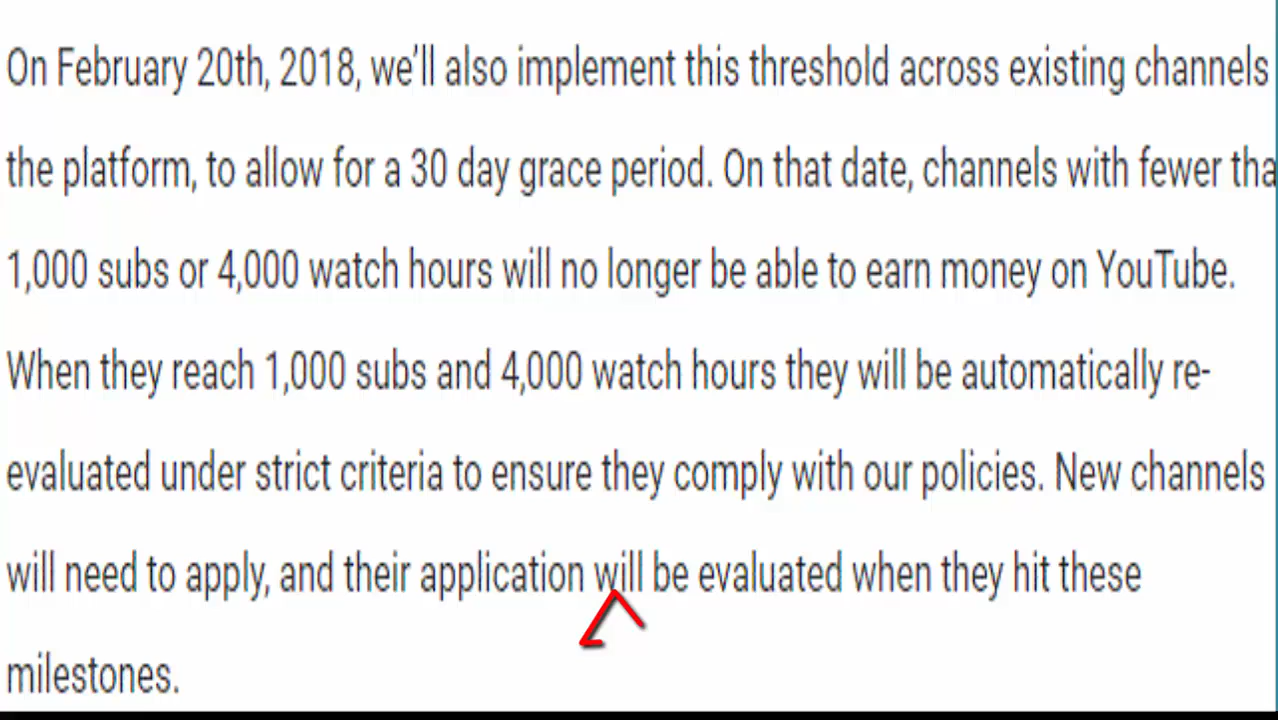 On February 20th, 2018, we'll also implement this threshold across existing channels
the platform, to allow for a 30 day grace period. On that date, channels with fewer tha
1,000 subs or 4,000 watch hours will no longer be able to earn money on YouTube.
When they reach 1,000 subs and 4,000 watch hours they will be automatically re-
evaluated under strict criteria to ensure they comply with our policies. New channels
will need to apply, and their application will be evaluated when they hit these
milestones.